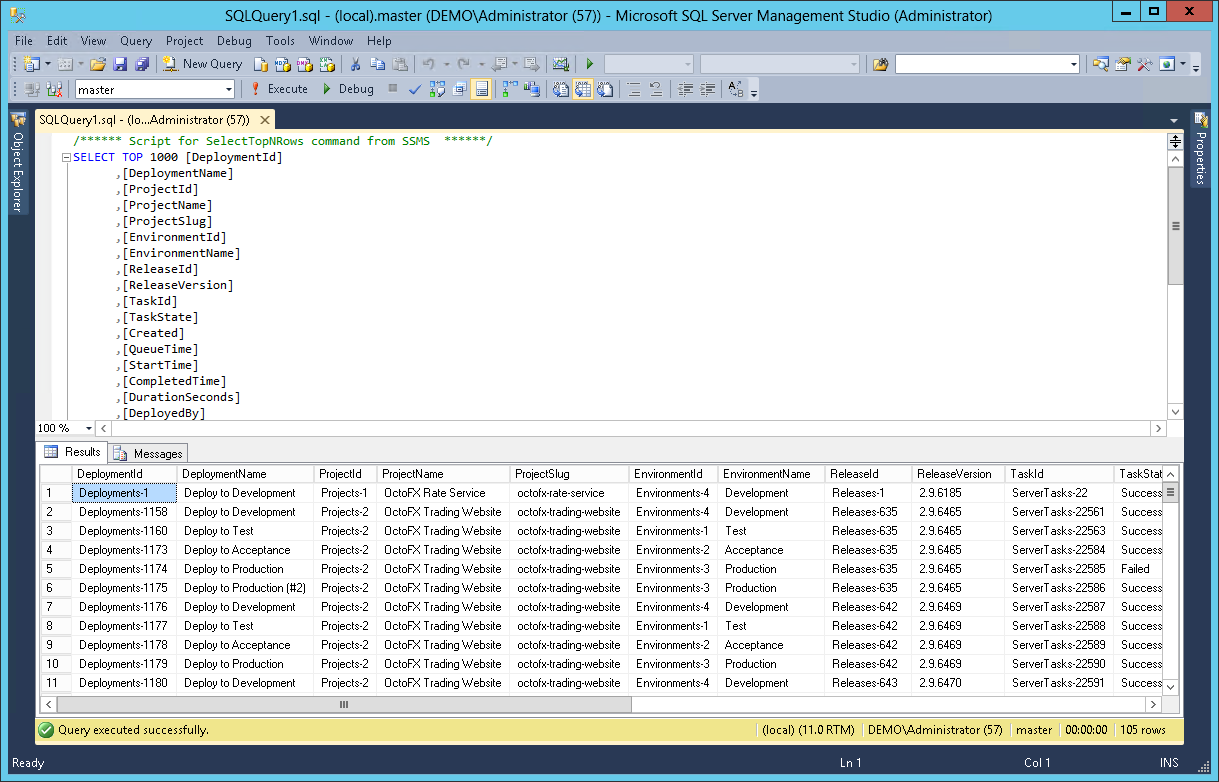 SQLQuery1.sql - (local).master (DEMO\Administrator (57)) - Microsoft SQL Server Management Studio (Administrator)
File Edit View Query Project Debug Tools Window Help
New Query
master Execute Debug
SQLQuery1.sql - (lo...Administrator (57))
Object Explorer
Properties
/****** Script for SelectTopNRows command from SSMS ******/
SELECT TOP 1000 [DeploymentId]
,[DeploymentName]
,[ProjectId]
,[ProjectName]
,[ProjectSlug]
,[EnvironmentId]
,[EnvironmentName]
,[ReleaseId]
,[ReleaseVersion]
,[TaskId]
,[TaskState]
,[Created]
,[QueueTime]
,[StartTime]
,[CompletedTime]
,[DurationSeconds]
,[DeployedBy]
100 %
Results Messages
DeploymentId DeploymentName ProjectId ProjectName ProjectSlug EnvironmentId EnvironmentName ReleaseId ReleaseVersion TaskId TaskStat
1 Deployments-1 Deploy to Development Projects-1 OctoFX Rate Service octofx-rate-service Environments-4 Development Releases-1 2.9.6185 ServerTasks-22 Success
2 Deployments-1158 Deploy to Development Projects-2 OctoFX Trading Website octofx-trading-website Environments-4 Development Releases-635 2.9.6465 ServerTasks-22561 Success
3 Deployments-1160 Deploy to Test Projects-2 OctoFX Trading Website octofx-trading-website Environments-1 Test Releases-635 2.9.6465 ServerTasks-22563 Success
4 Deployments-1173 Deploy to Acceptance Projects-2 OctoFX Trading Website octofx-trading-website Environments-2 Acceptance Releases-635 2.9.6465 ServerTasks-22584 Success
5 Deployments-1174 Deploy to Production Projects-2 OctoFX Trading Website octofx-trading-website Environments-3 Production Releases-635 2.9.6465 ServerTasks-22585 Failed
6 Deployments-1175 Deploy to Production (#2) Projects-2 OctoFX Trading Website octofx-trading-website Environments-3 Production Releases-635 2.9.6465 ServerTasks-22586 Success
7 Deployments-1176 Deploy to Development Projects-2 OctoFX Trading Website octofx-trading-website Environments-4 Development Releases-642 2.9.6469 ServerTasks-22587 Success
8 Deployments-1177 Deploy to Test Projects-2 OctoFX Trading Website octofx-trading-website Environments-1 Test Releases-642 2.9.6469 ServerTasks-22588 Success
9 Deployments-1178 Deploy to Acceptance Projects-2 OctoFX Trading Website octofx-trading-website Environments-2 Acceptance Releases-642 2.9.6469 ServerTasks-22589 Success
10 Deployments-1179 Deploy to Production Projects-2 OctoFX Trading Website octofx-trading-website Environments-3 Production Releases-642 2.9.6469 ServerTasks-22590 Success
11 Deployments-1180 Deploy to Development Projects-2 OctoFX Trading Website octofx-trading-website Environments-4 Development Releases-643 2.9.6470 ServerTasks-22591 Success
Query executed successfully. (local) (11.0 RTM) DEMO\Administrator (57) master 00:00:00 105 rows
Ready Ln 1 Col 1 INS